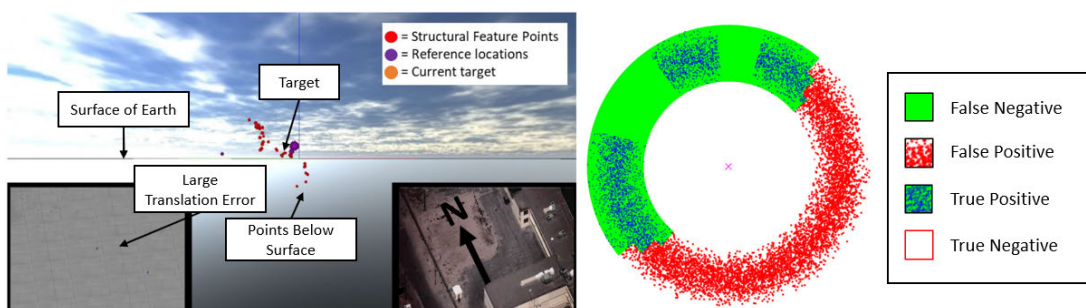 = Structural Feature Points
= Reference locations
= Current target
Target
Surface of Earth
Large
Translation Error
Points Below
Surface
N
False Negative
False Positive
True Positive
True Negative